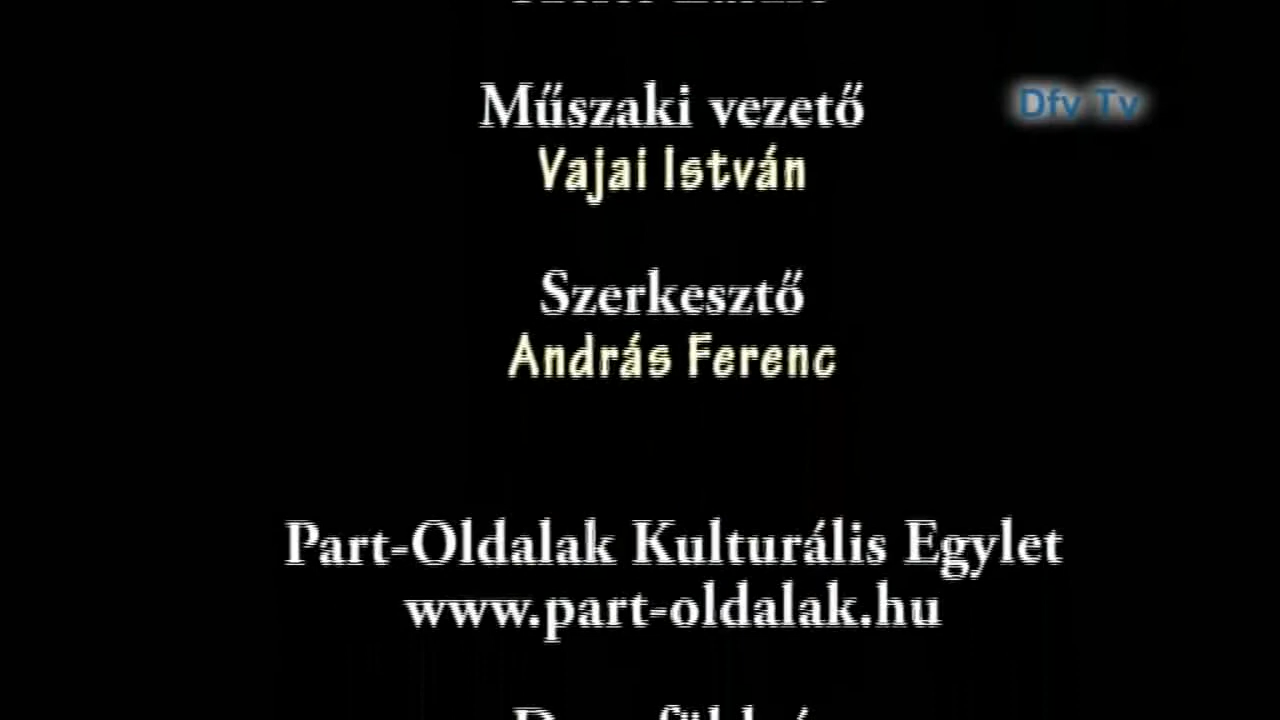 Műszaki vezető
Dfv Tv
Vajai István
Szerkesztő
András Ferenc
Part-Oldalak Kulturális Egylet
www.part-oldalak.hu